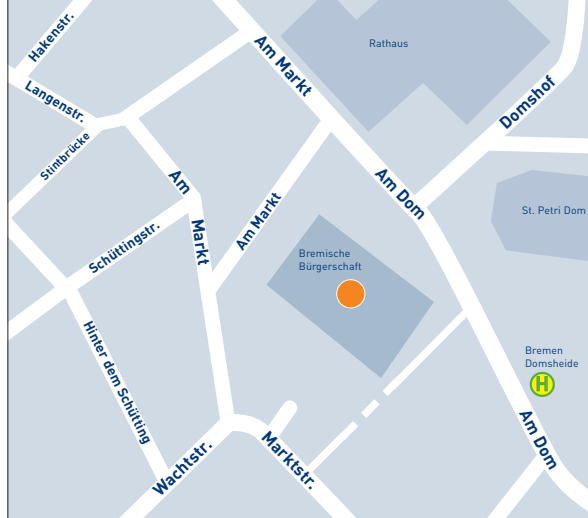 Hakenstr.
Am Markt
Rathaus
Langenstr.
Domshof
Stintbrücke
Am
Markt
Am Dom
Am Markt
St. Petri Dom
Schüttingstr.
Bremische
Bürgerschaft
Hinter dem Schütting
Bremen
Domsheide
H
Am Dom
Wachtstr.
Marktstr.